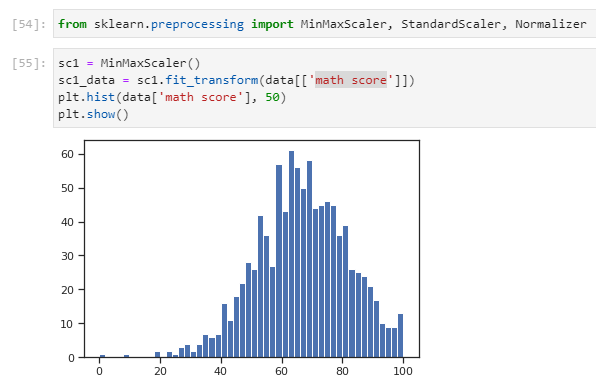 [54]: from sklearn.preprocessing import MinMaxScaler, StandardScaler, Normalizer
[55]: sc1 = MinMaxScaler()
sc1_data = sc1.fit_transform(data[['math score']])
plt.hist(data['math score'], 50)
plt.show()
60
50
40
30
20
10
0
0 20 40 60 80 100